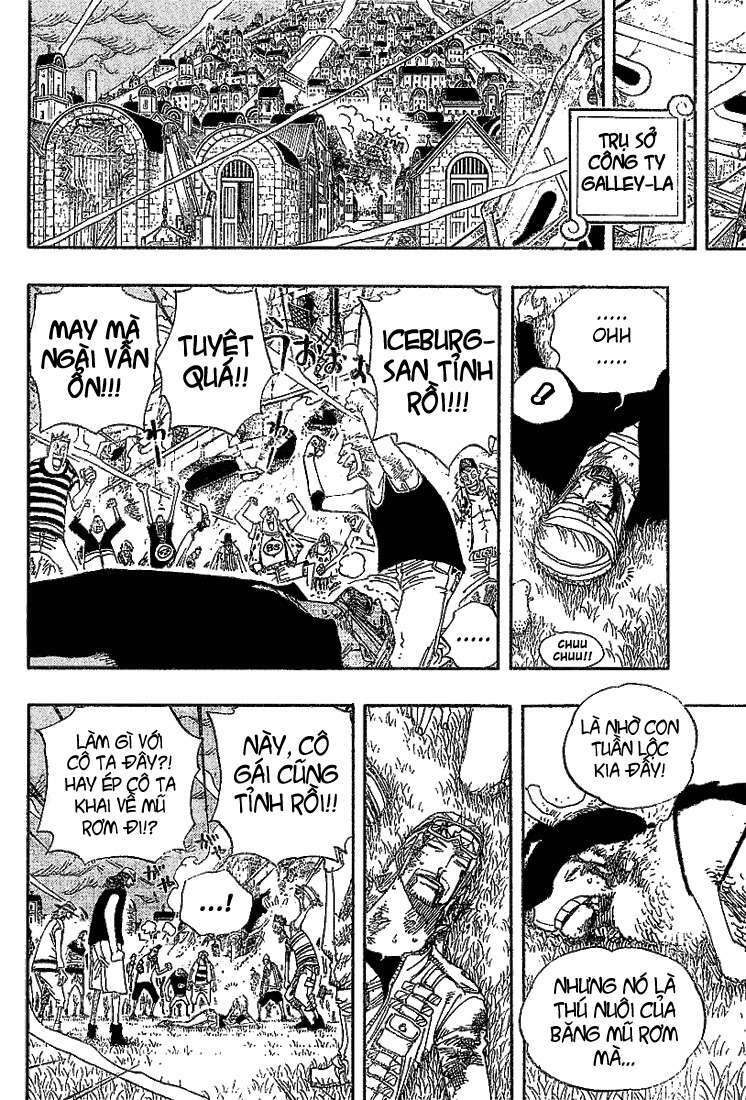 TRỤ SỞ
CÔNG TY
GALLEY-LA
.....
OHH
.....
!
CHUU
CHUU!!
ICEBURG-
SAN TỈNH
RỒI!!!
TUYỆT
QUÁ!!
MAY MÀ
NGÀI VẪN
ỔN!!!
.....
LÀ NHỜ CON
TUẦN LỘC
KIA ĐẤY!
NHƯNG NÓ LÀ
THÚ NUÔI CỦA
BĂNG MŨ RƠM
MÀ...
NÀY, CÔ
GÁI CŨNG
TỈNH RỒI!!
LÀM GÌ VỚI
CÔ TA ĐÂY?!
HAY ÉP CÔ TA
KHAI VỀ MŨ
RƠM ĐI!?
...!